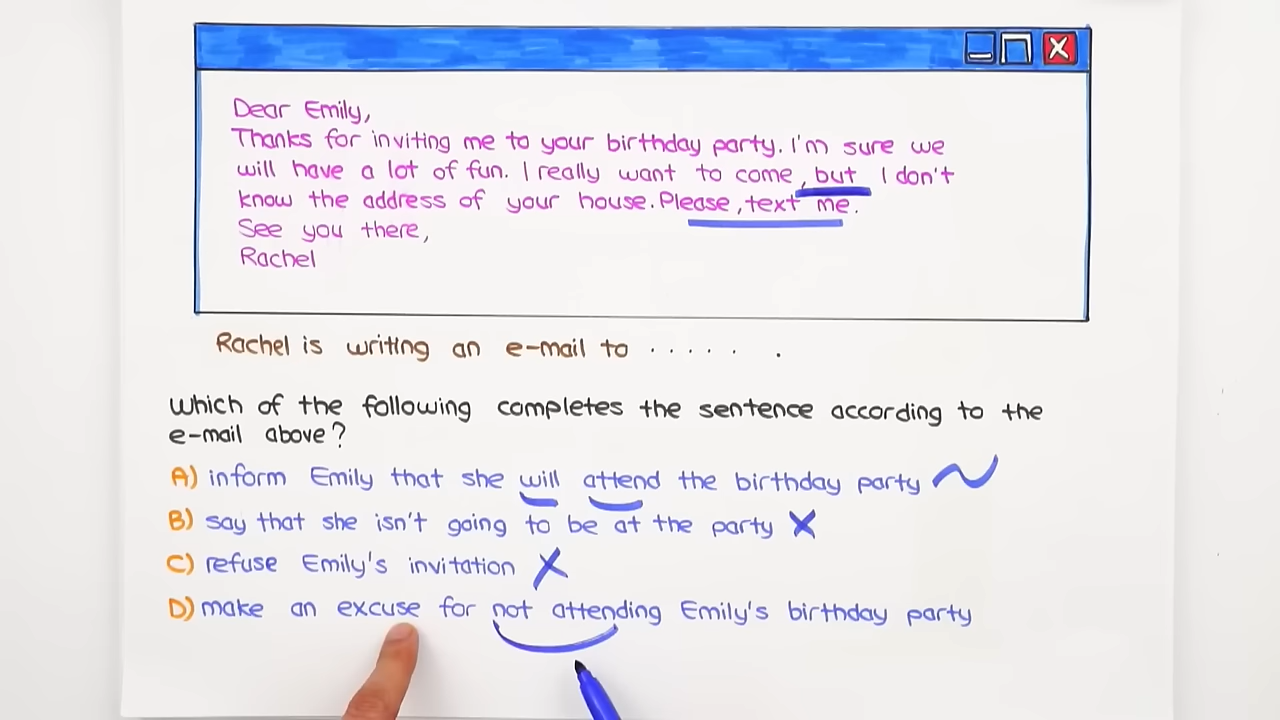 Dear Emily,
Thanks for inviting me to your birthday party. I'm sure we
will have a lot of fun. I really want to come, but I don't
know the address of your house. Please, text me.
See you there,
Rachel
Rachel is writing an e-mail to ..... .
Which of the following completes the sentence according to the
e-mail above?
A) inform Emily that she will attend the birthday party
B) say that she isn't going to be at the party
C) refuse Emily's invitation
D) make an excuse for not attending Emily's birthday party